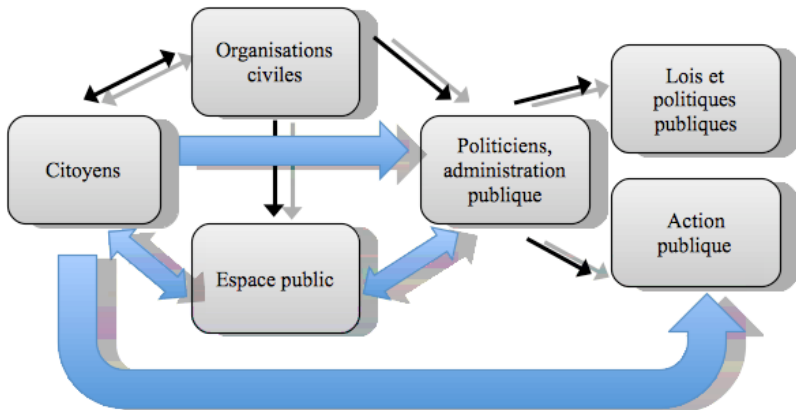 Organisations
civiles
Lois et
politiques
publiques
Citoyens
Politiciens,
administration
publique
Espace public
Action
publique